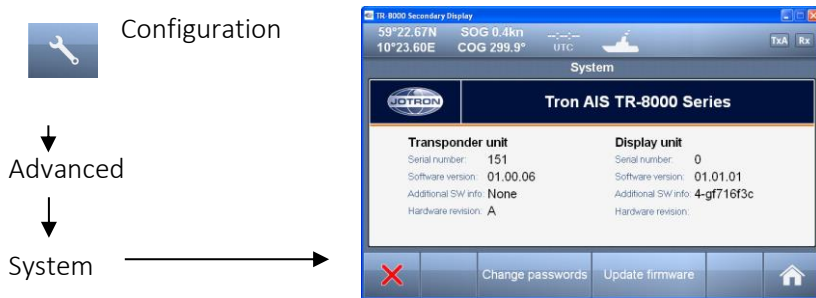 Configuration
Advanced
System
TR-8000 Secondary Display
59°22.67N SOG 0.4kn --:--:--
10°23.60E COG 299.9° UTC
TxA Rx
System
JOTRON
Tron AIS TR-8000 Series
Transponder unit
Serial number: 151
Software version: 01.00.06
Additional SW info: None
Hardware revision: A
Display unit
Serial number: 0
Software version: 01.01.01
Additional SW info: 4-gf716f3c
Hardware revision:
Change passwords Update firmware